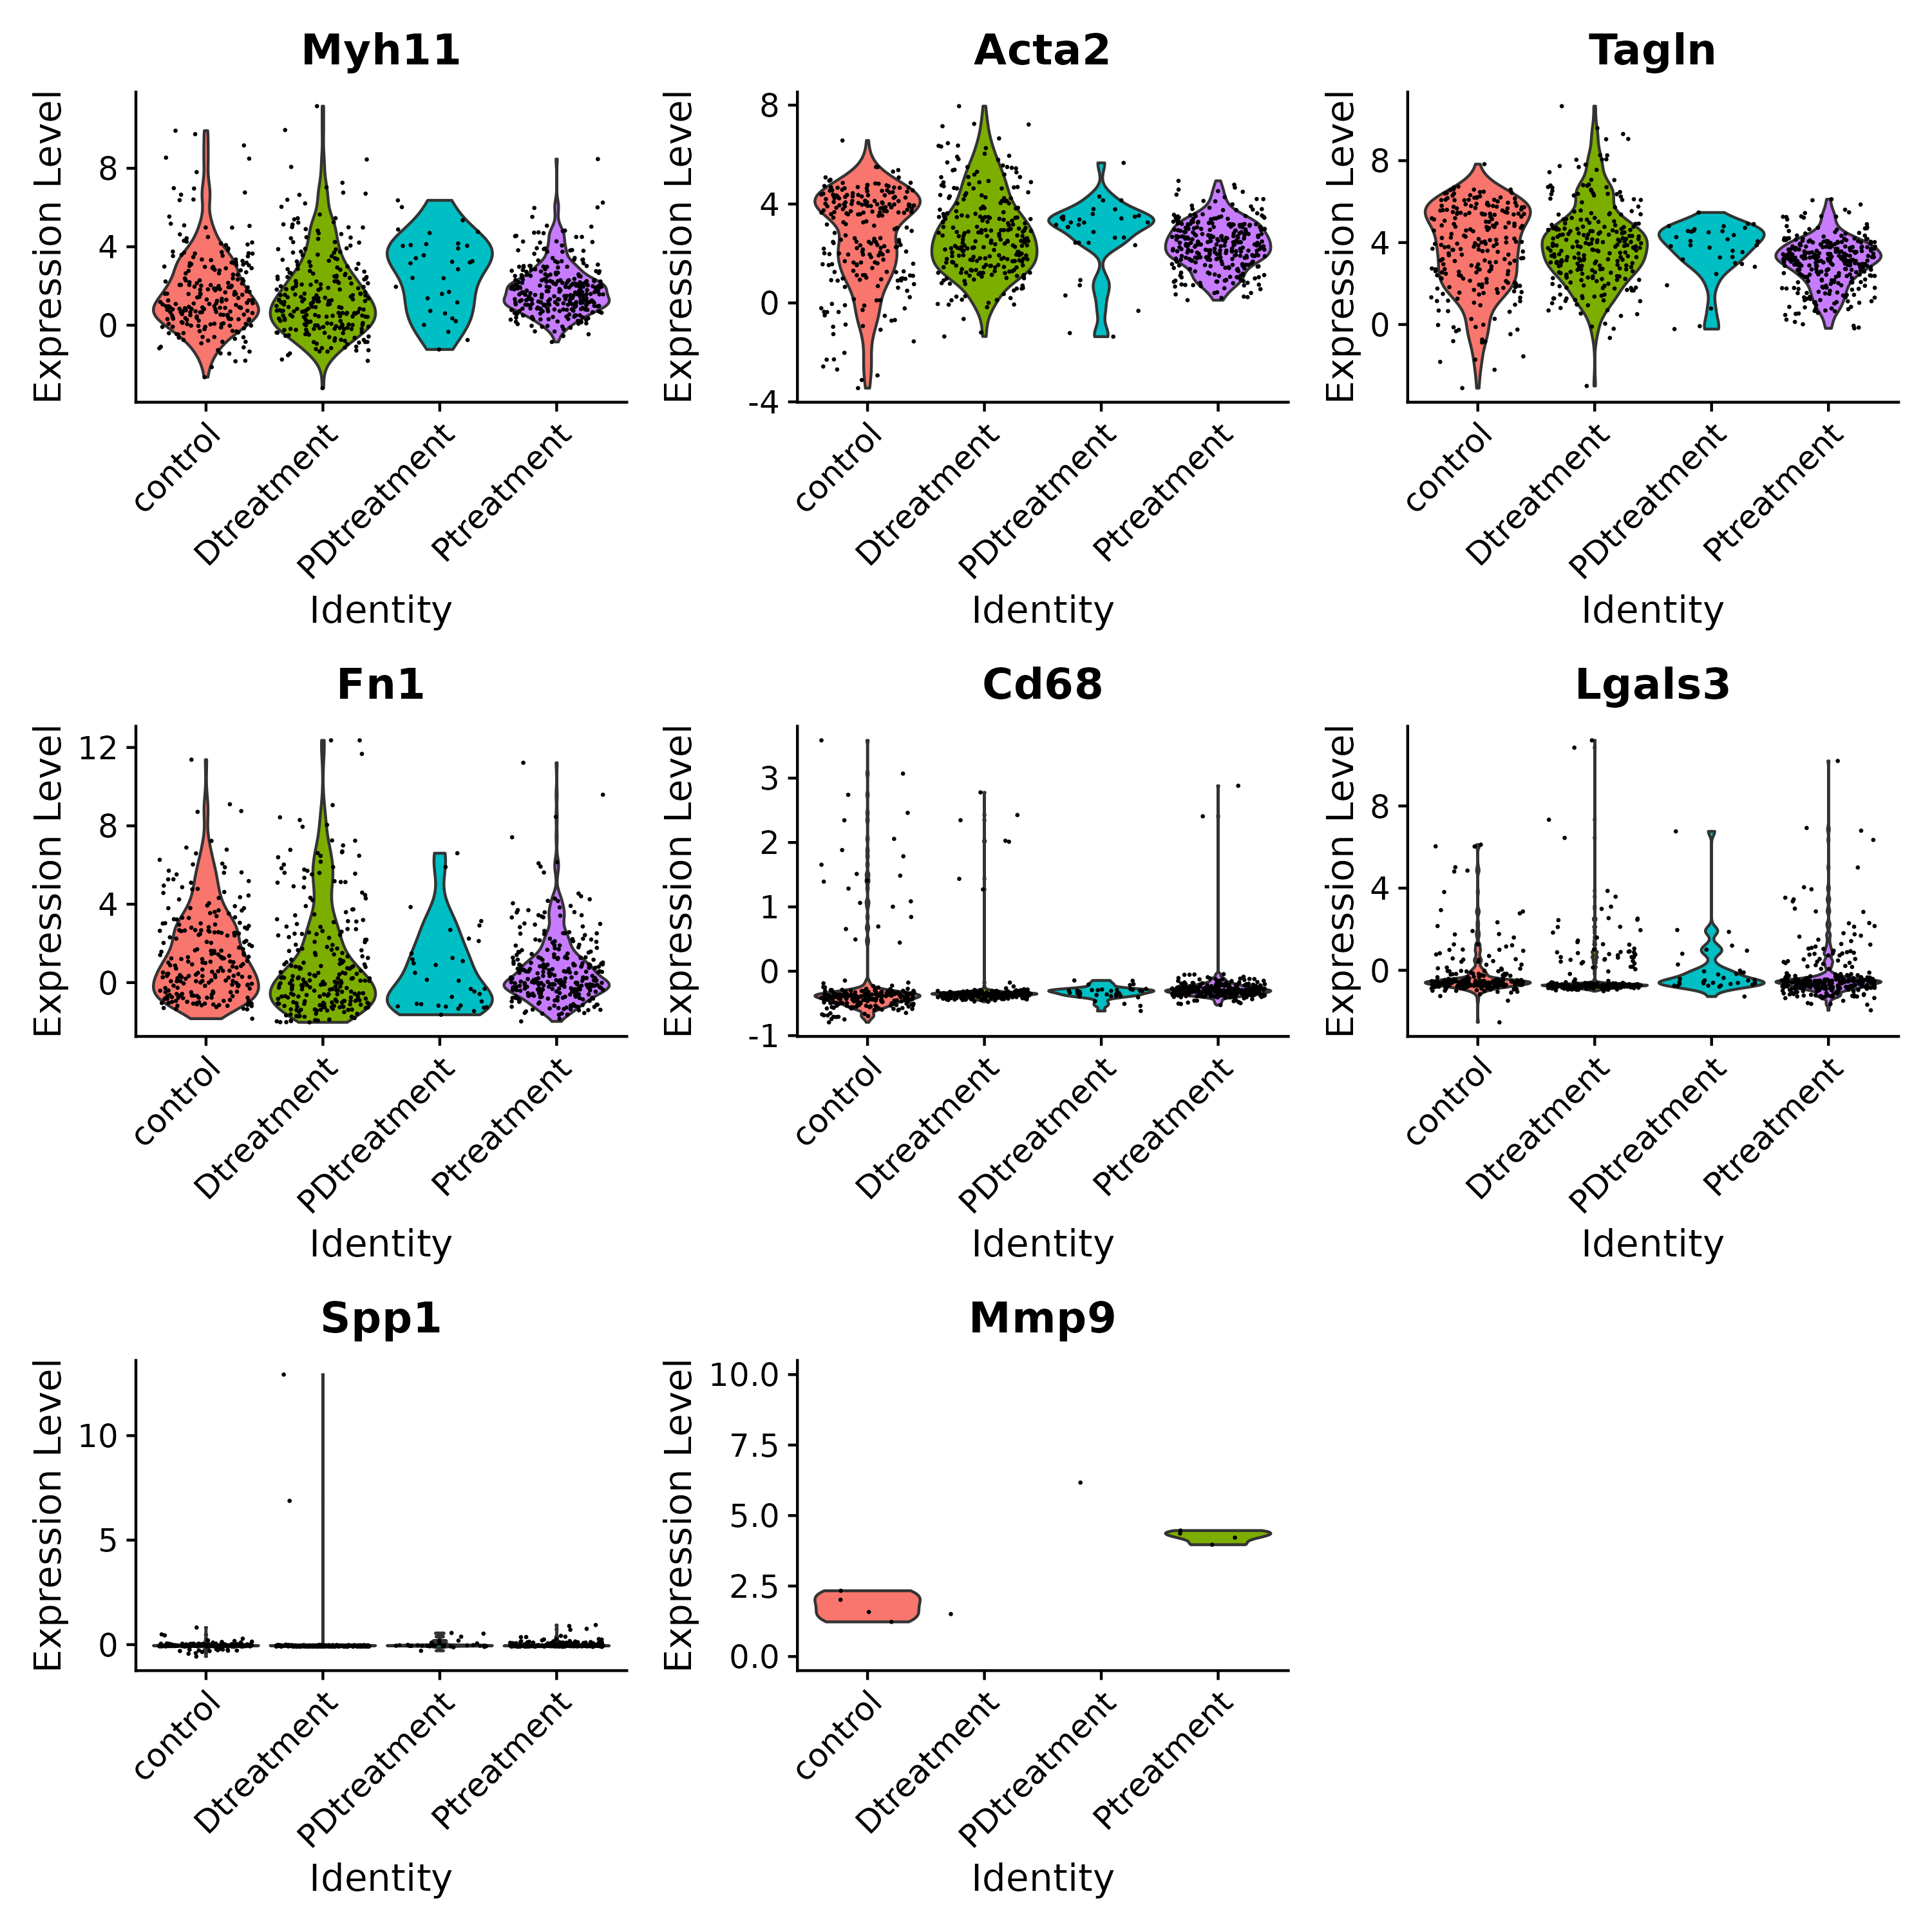 Myh11
Acta2
Tagln
Expression Level
8
4
0
control
Dtreatment
PDtreatment
Ptreatment
Identity
Expression Level
8
4
0
-4
control
Dtreatment
PDtreatment
Ptreatment
Identity
Expression Level
8
4
0
control
Dtreatment
PDtreatment
Ptreatment
Identity
Fn1
Cd68
Lgals3
Expression Level
12
8
4
0
control
Dtreatment
PDtreatment
Ptreatment
Identity
Expression Level
3
2
1
0
-1
control
Dtreatment
PDtreatment
Ptreatment
Identity
Expression Level
8
4
0
control
Dtreatment
PDtreatment
Ptreatment
Identity
Spp1
Mmp9
Expression Level
10
5
0
control
Dtreatment
PDtreatment
Ptreatment
Identity
Expression Level
10.0
7.5
5.0
2.5
0.0
control
Dtreatment
PDtreatment
Ptreatment
Identity